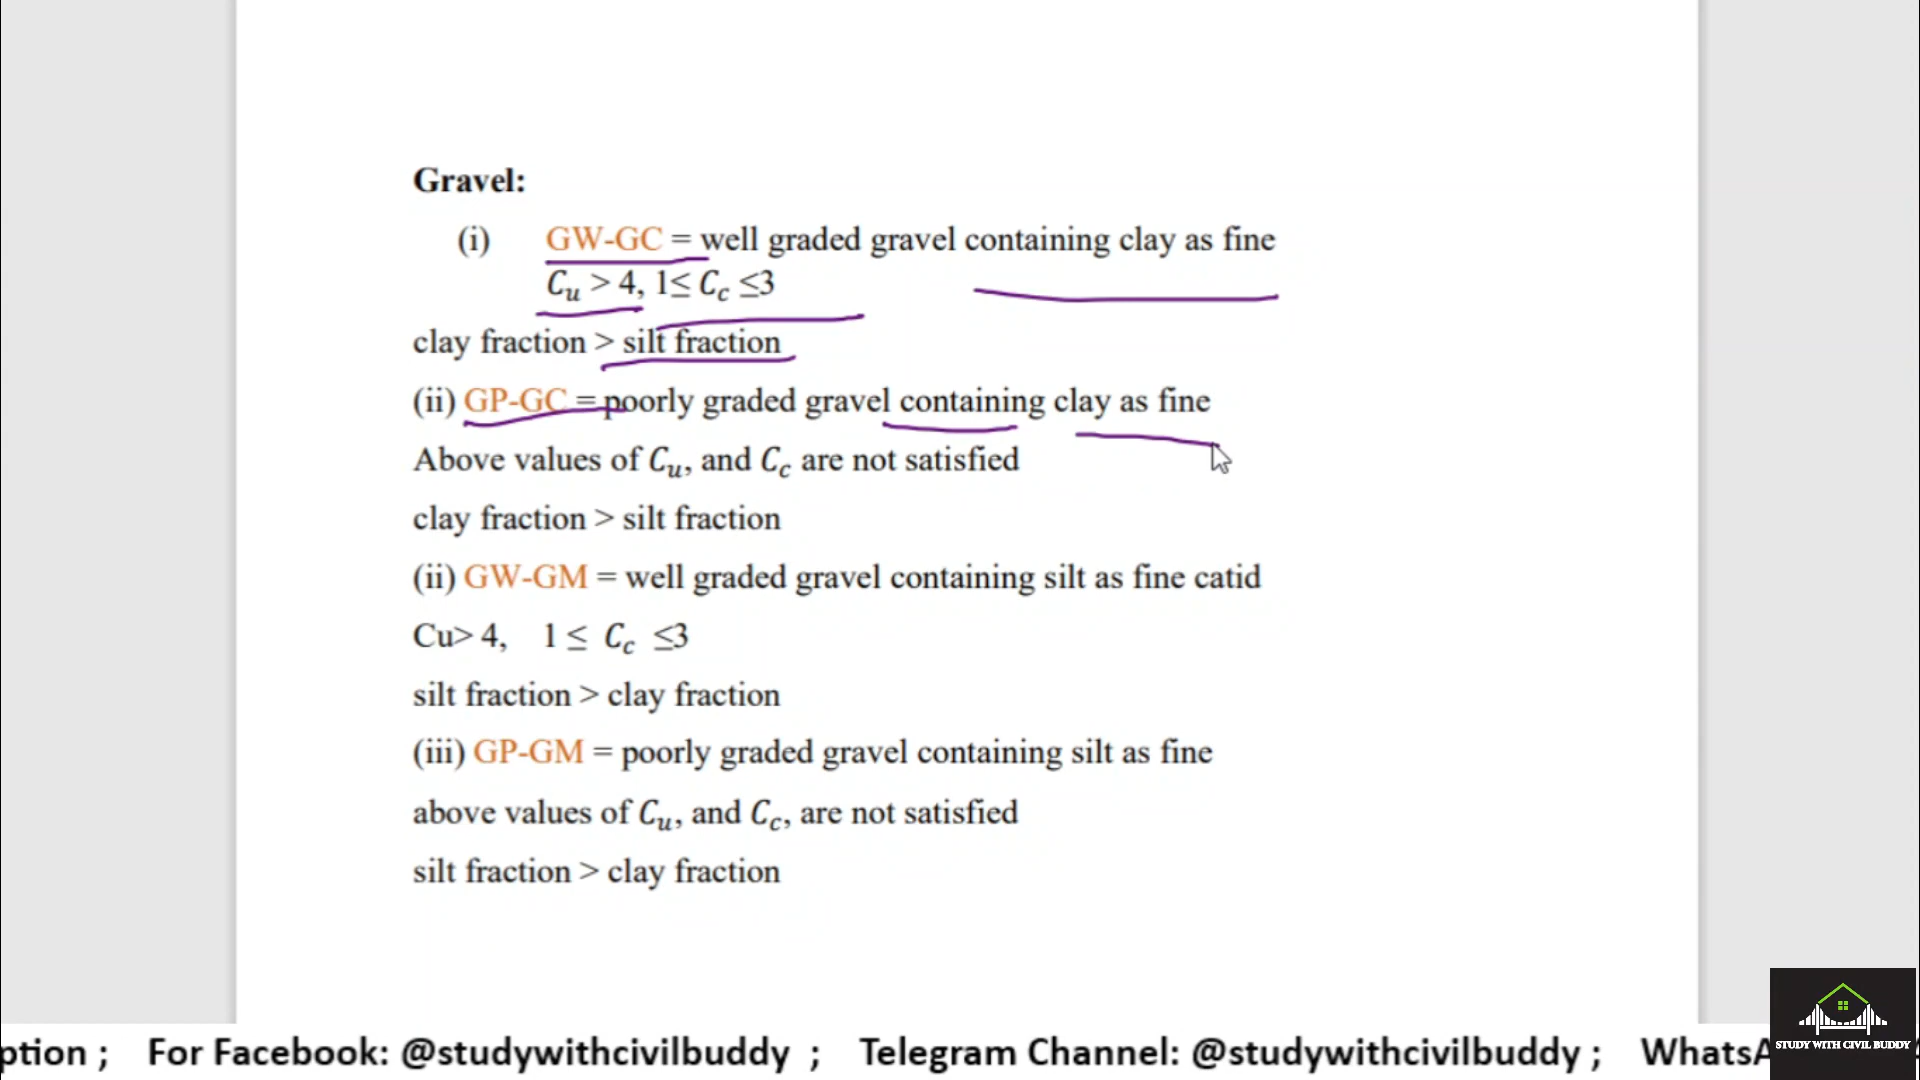 Gravel:
(i) GW-GC = well graded gravel containing clay as fine
Cᵤ > 4, 1≤ C꜀ ≤3
clay fraction > silt fraction
(ii) GP-GC = poorly graded gravel containing clay as fine
Above values of Cᵤ, and C꜀ are not satisfied
clay fraction > silt fraction
(ii) GW-GM = well graded gravel containing silt as fine catid
Cu> 4, 1 ≤ C꜀ ≤3
silt fraction > clay fraction
(iii) GP-GM = poorly graded gravel containing silt as fine
above values of Cᵤ, and C꜀, are not satisfied
silt fraction > clay fraction
ption ; For Facebook: @studywithcivilbuddy ; Telegram Channel: @studywithcivilbuddy ; WhatsA
STUDY WITH CIVIL BUDDY